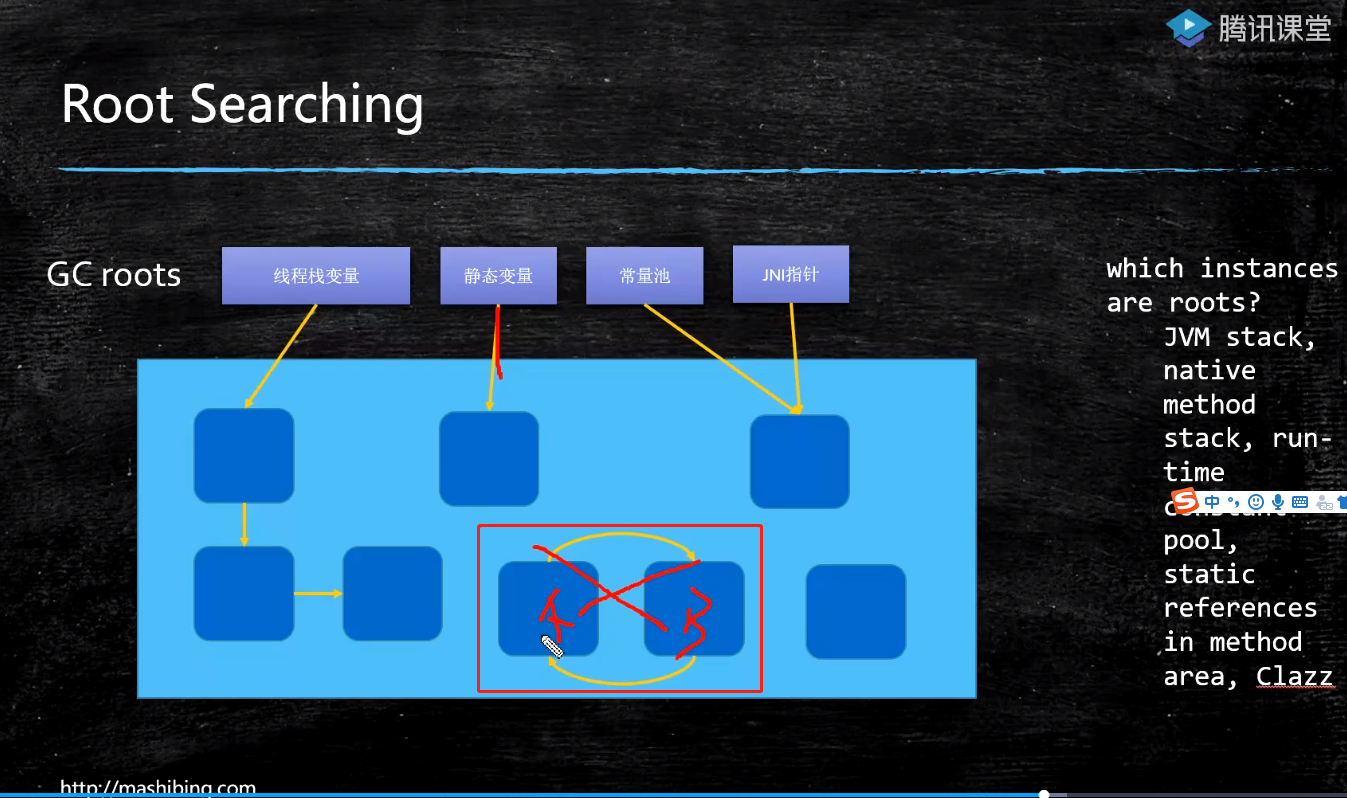 腾讯课堂
Root Searching
GC roots
线程栈变量
静态变量
常量池
JNI指针
which instances
are roots?
JVM stack,
native
method
stack, run-
time
constant
pool,
static
references
in method
area, Clazz
中
A
B
http://mashibing.com